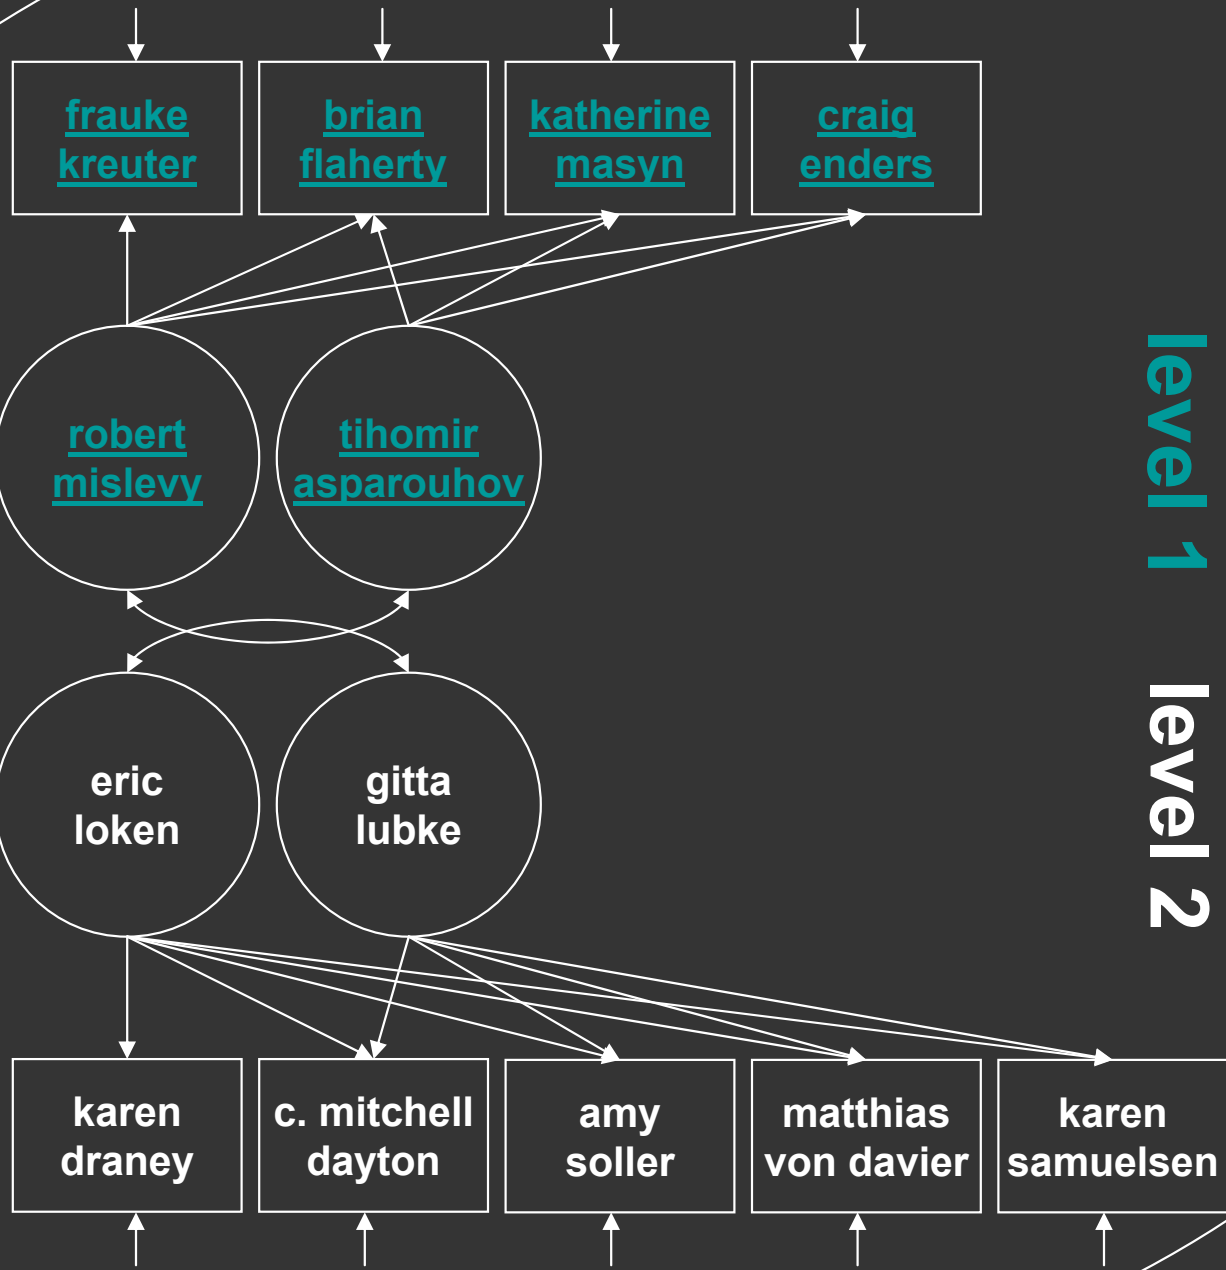 frauke
kreuter
brian
flaherty
katherine
masyn
craig
enders
robert
mislevy
tihomir
asparouhov
level 1
eric
loken
gitta
lubke
level 2
karen
draney
c. mitchell
dayton
amy
soller
matthias
von davier
karen
samuelsen